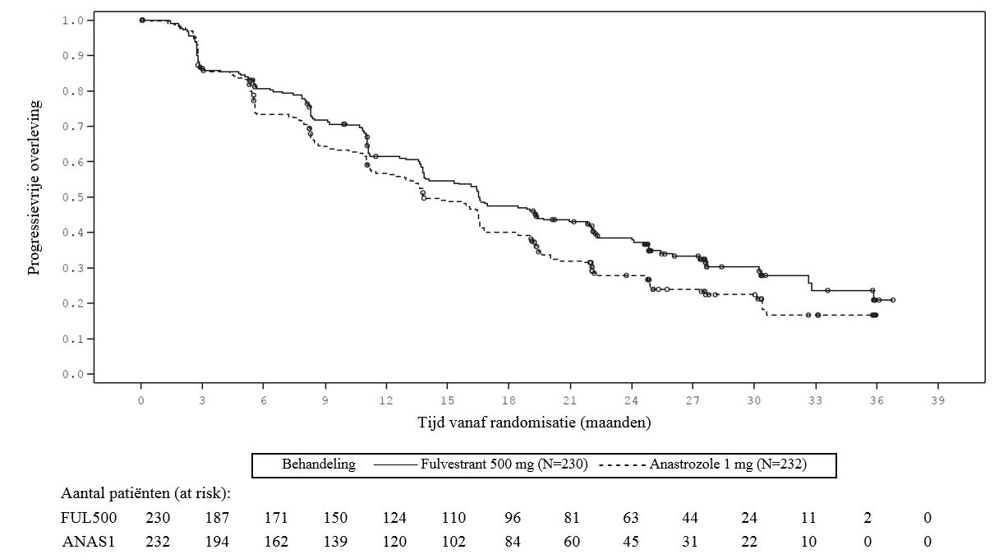 1.0
0.9
0.8
0.7
0.6
0.5
0.4
0.3
0.2
0.1
0.0
Progressievrije overleving
0 3 6 9 12 15 18 21 24 27 30 33 36 39
Tijd vanaf randomisatie (maanden)
Behandeling Fulvestrant 500 mg (N=230) Anastrozole 1 mg (N=232)
Aantal patiënten (at risk):
FUL500 230 187 171 150 124 110 96 81 63 44 24 11 2 0
ANAS1 232 194 162 139 120 102 84 60 45 31 22 10 0 0